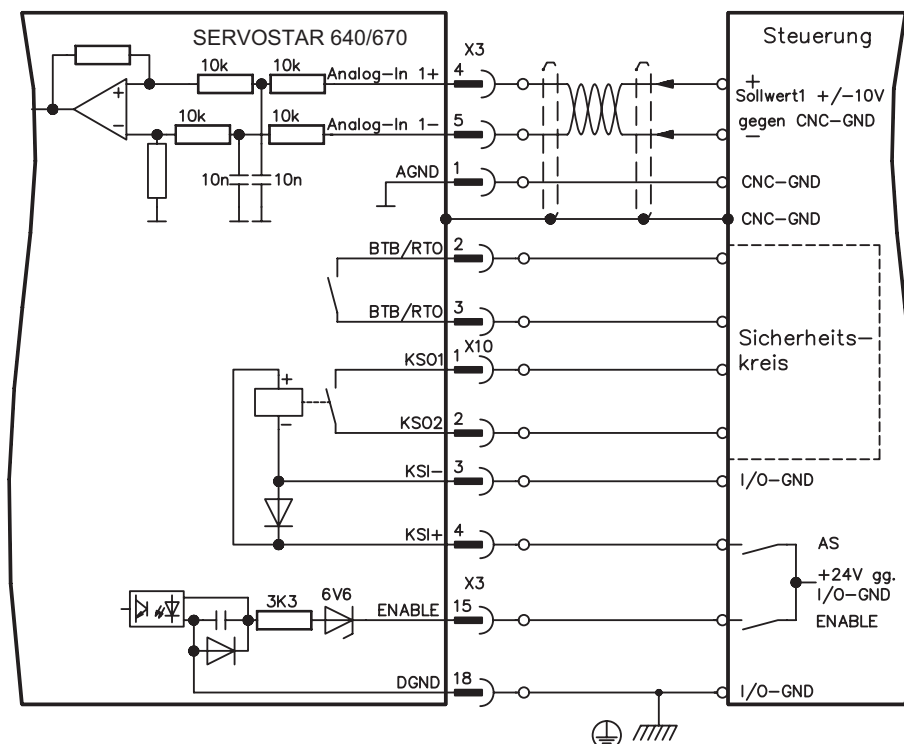 SERVOSTAR 640/670
X3
Steuerung
10k
10k
Analog-In 1+
4
+
Sollwert1 +/-10V
gegen CNC-GND
-
+
-
10k
10k
Analog-In 1-
5
10n
10n
AGND
1
CNC-GND
CNC-GND
BTB/RTO
2
BTB/RTO
3
Sicherheits-
kreis
X10
KSO1
1
+
-
KSO2
2
KSI-
3
I/O-GND
KSI+
4
AS
+24V gg.
I/O-GND
X3
3K3
6V6
ENABLE
15
ENABLE
DGND
18
I/O-GND